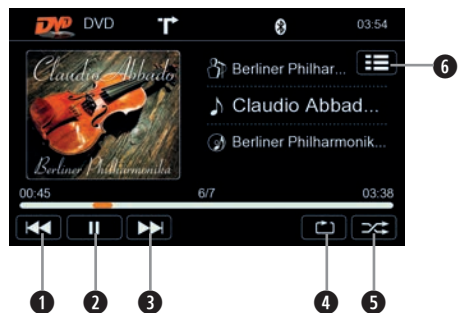 DVD DVD 03:54
Claudio Abbado
Berliner Philharmonika
Berliner Philhar...
Claudio Abbad...
Berliner Philharmonik...
00:45 6/7 03:38
6
1 2 3 4 5